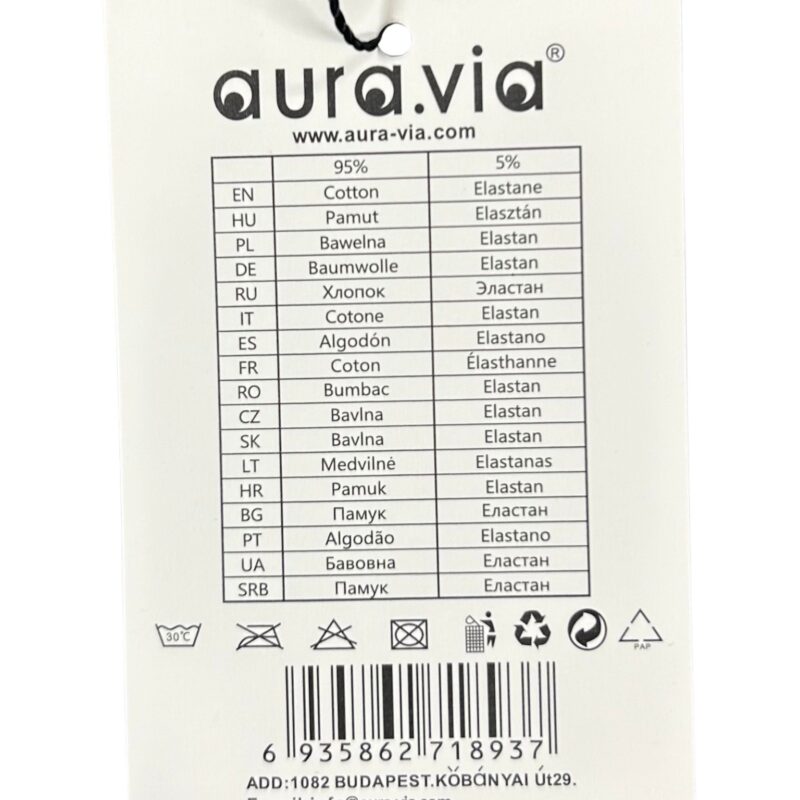 aura.via®
www.aura-via.com
95% 5%
EN Cotton Elastane
HU Pamut Elasztán
PL Bawelna Elastan
DE Baumwolle Elastan
RU Хлопок Эластан
IT Cotone Elastan
ES Algodón Elastano
FR Coton Élasthanne
RO Bumbac Elastan
CZ Bavlna Elastan
SK Bavlna Elastan
LT Medvilnė Elastanas
HR Pamuk Elastan
BG Памук Еластан
PT Algodão Elastano
UA Бавовна Еластан
SRB Памук Еластан
30℃
PAP
6 935862 718937
ADD:1082 BUDAPEST.KŐBÁNYAI Út29.